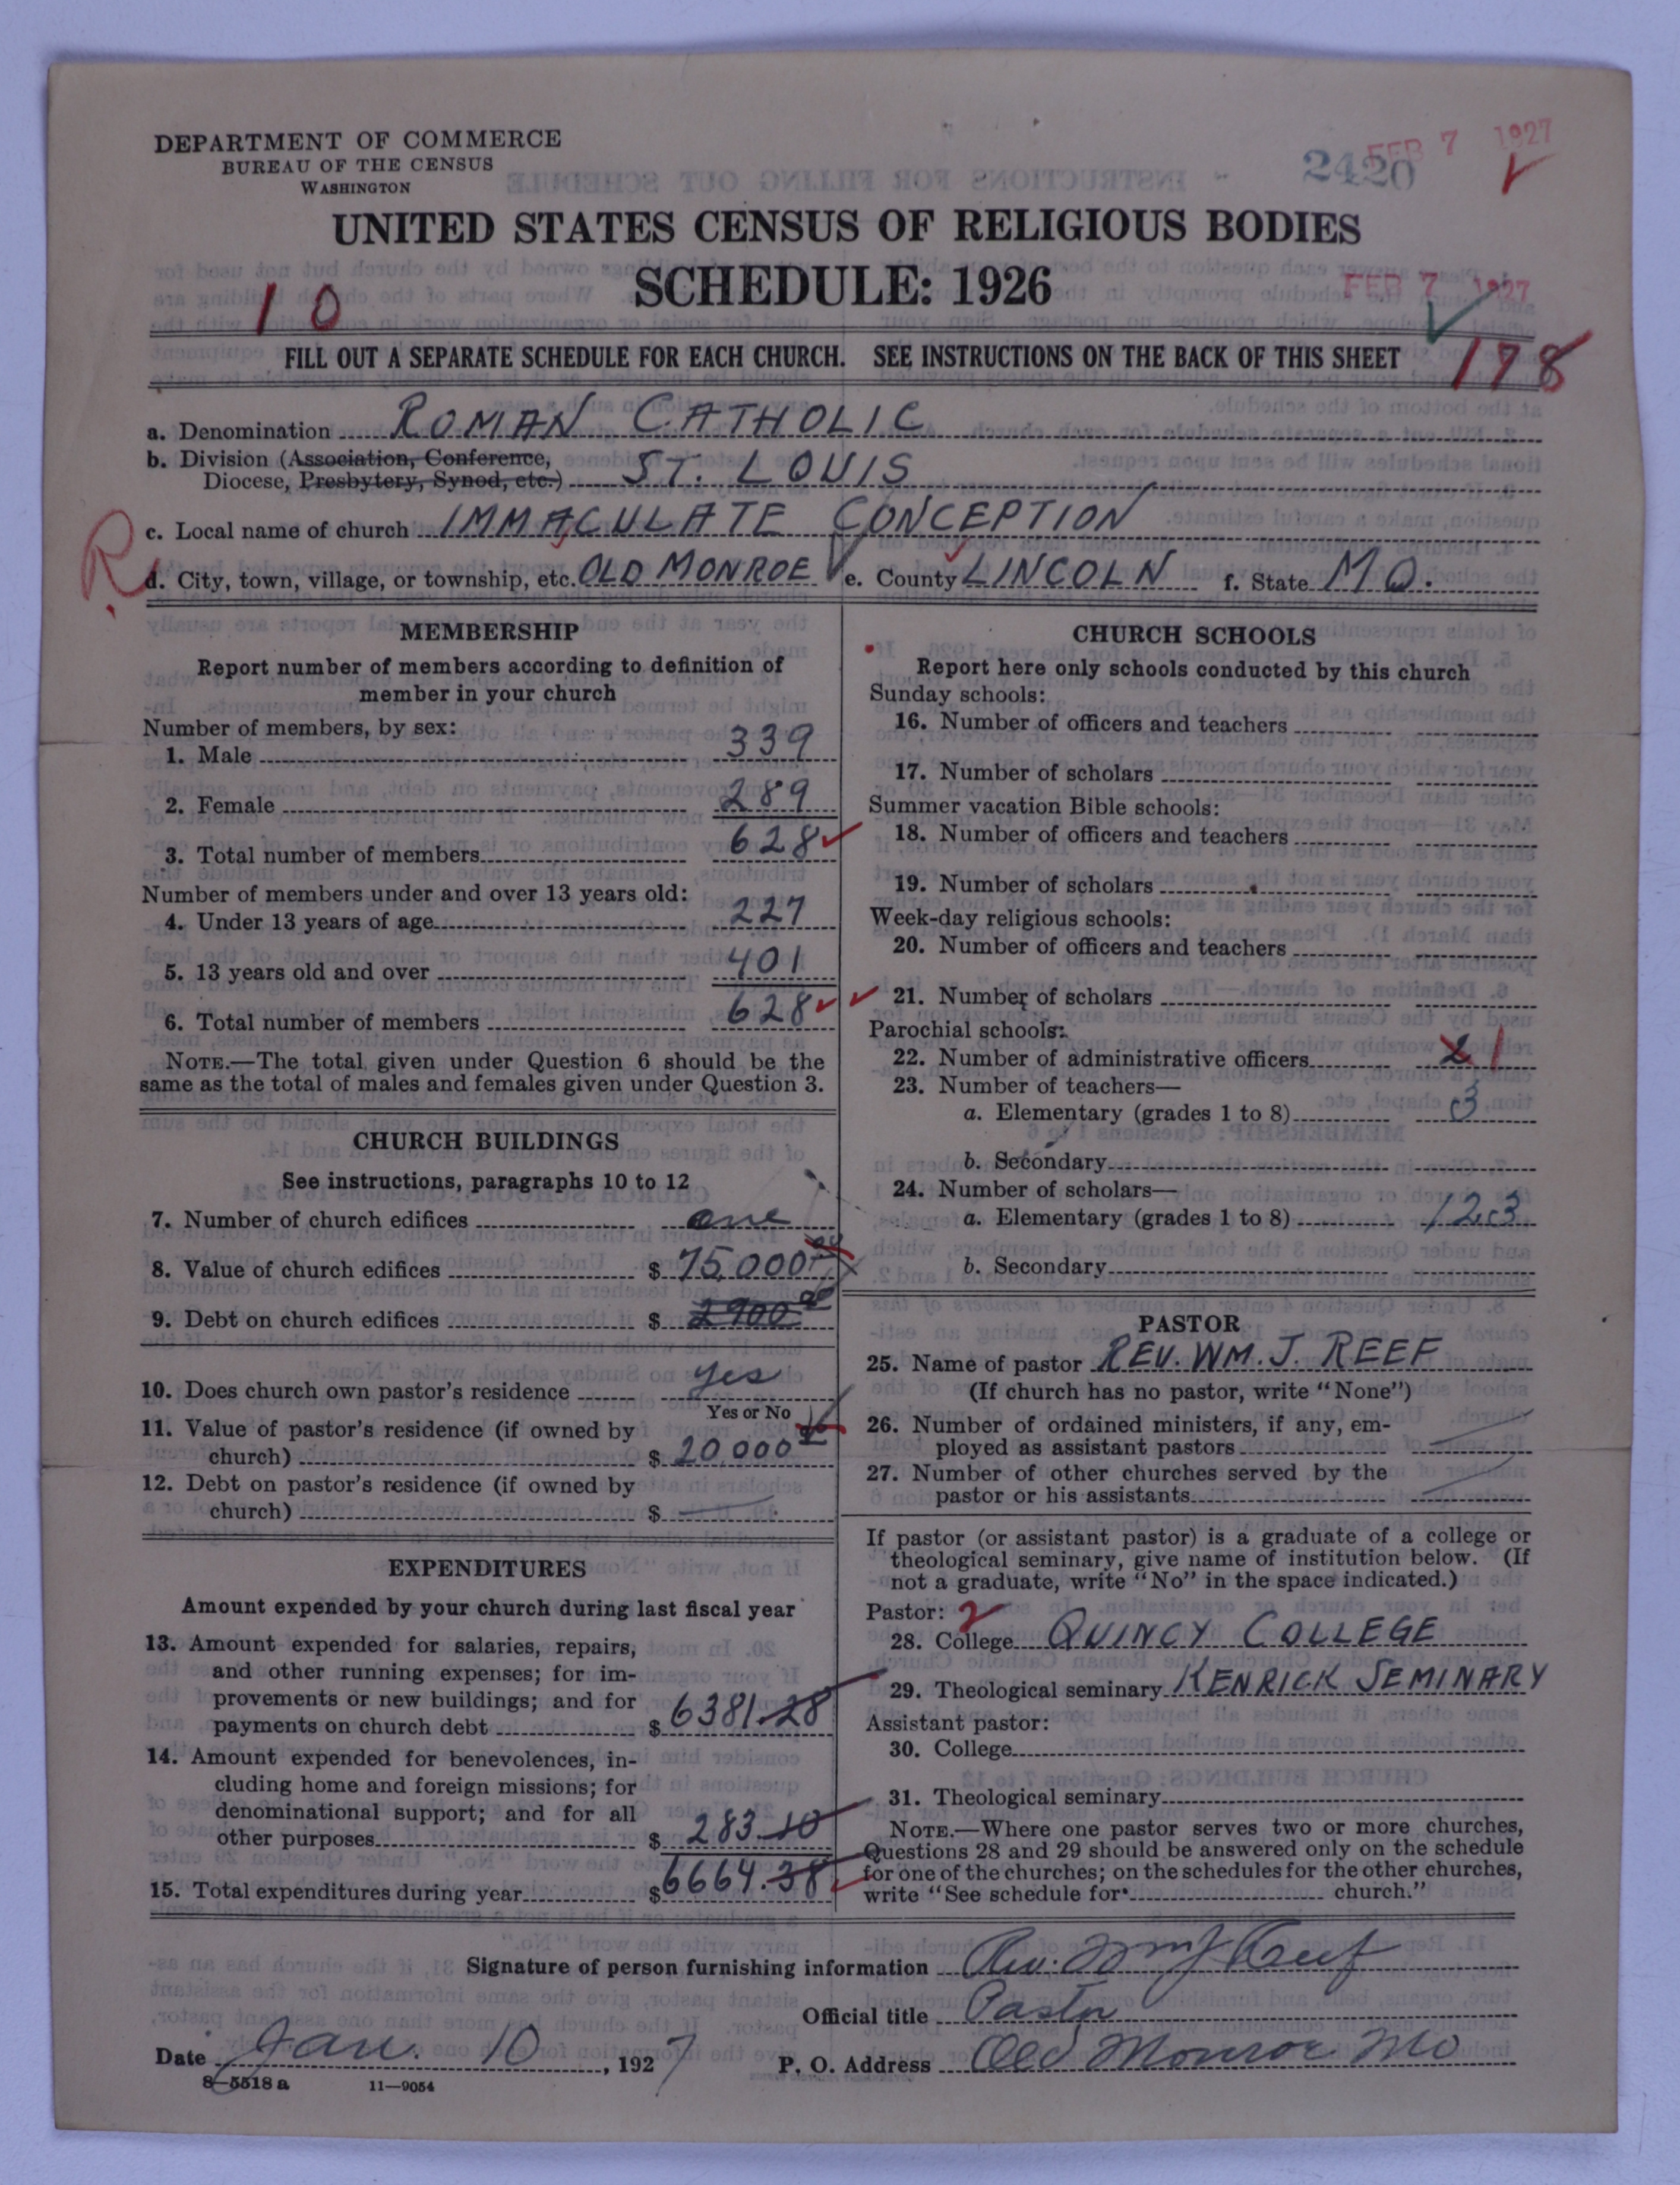 DEPARTMENT OF COMMERCE
BUREAU OF THE CENSUS
WASHINGTON
2420
FEB 7 1927
UNITED STATES CENSUS OF RELIGIOUS BODIES
SCHEDULE: 1926
FEB 7 1927
10
FILL OUT A SEPARATE SCHEDULE FOR EACH CHURCH. SEE INSTRUCTIONS ON THE BACK OF THIS SHEET
178
a. Denomination ROMAN CATHOLIC
b. Division (Association, Conference,
Diocese, Presbytery, Synod, etc.) ST. LOUIS
c. Local name of church IMMACULATE CONCEPTION
R
d. City, town, village, or township, etc. OLD MONROE e. County LINCOLN f. State MO.
MEMBERSHIP
Report number of members according to definition of
member in your church
Number of members, by sex:
1. Male 339
2. Female 289
3. Total number of members 628
Number of members under and over 13 years old:
4. Under 13 years of age 227
5. 13 years old and over 401
6. Total number of members 628
NOTE.—The total given under Question 6 should be the
same as the total of males and females given under Question 3.
CHURCH BUILDINGS
See instructions, paragraphs 10 to 12
7. Number of church edifices one
8. Value of church edifices $ 75,000
9. Debt on church edifices $ 2900 00
10. Does church own pastor's residence yes
Yes or No
11. Value of pastor's residence (if owned by
church) $ 20,000
12. Debt on pastor's residence (if owned by
church) $ —
EXPENDITURES
Amount expended by your church during last fiscal year
13. Amount expended for salaries, repairs,
and other running expenses; for im-
provements or new buildings; and for
payments on church debt $ 6381.28
14. Amount expended for benevolences, in-
cluding home and foreign missions; for
denominational support; and for all
other purposes $ 283.10
15. Total expenditures during year $ 6664.38
CHURCH SCHOOLS
Report here only schools conducted by this church
Sunday schools:
16. Number of officers and teachers
17. Number of scholars
Summer vacation Bible schools:
18. Number of officers and teachers
19. Number of scholars
Week-day religious schools:
20. Number of officers and teachers
21. Number of scholars
Parochial schools:
22. Number of administrative officers 1
23. Number of teachers—
a. Elementary (grades 1 to 8) 3
b. Secondary
24. Number of scholars—
a. Elementary (grades 1 to 8) 123
b. Secondary
PASTOR
25. Name of pastor REV. WM. J. REEF
(If church has no pastor, write "None")
26. Number of ordained ministers, if any, em-
ployed as assistant pastors —
27. Number of other churches served by the
pastor or his assistants —
If pastor (or assistant pastor) is a graduate of a college or
theological seminary, give name of institution below. (If
not a graduate, write "No" in the space indicated.)
Pastor: 2
28. College QUINCY COLLEGE
29. Theological seminary KENRICK SEMINARY
Assistant pastor:
30. College
31. Theological seminary
NOTE.—Where one pastor serves two or more churches,
Questions 28 and 29 should be answered only on the schedule
for one of the churches; on the schedules for the other churches,
write "See schedule for church."
Signature of person furnishing information Rev. Wm J Reef
Official title Pastor
Date Jan. 10, 1927 P. O. Address Old Monroe Mo
8—5518a 11—9054